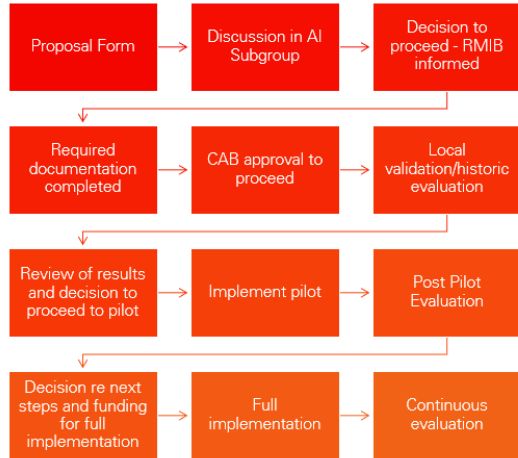 Proposal Form
Discussion in AI
Subgroup
Decision to
proceed - RMIB
informed
Required
documentation
completed
CAB approval to
proceed
Local
validation/historic
evaluation
Review of results
and decision to
proceed to pilot
Implement pilot
Post Pilot
Evaluation
Decision re next
steps and funding
for full
implementation
Full
implementation
Continuous
evaluation